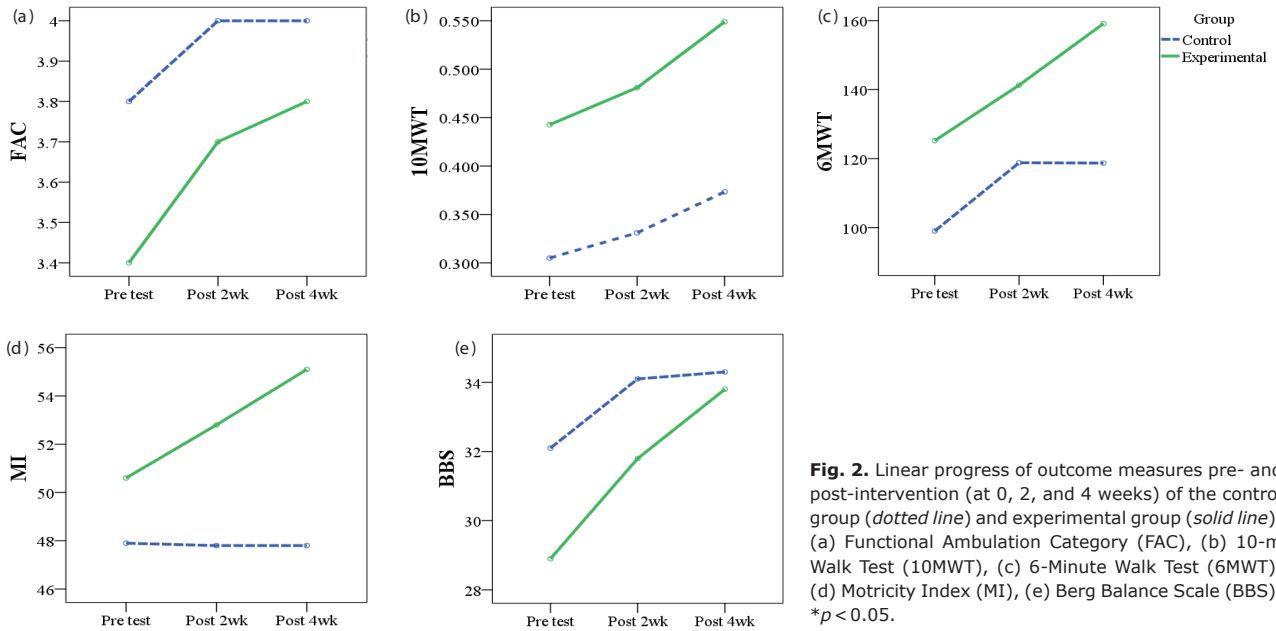 (a)
4
3.9
3.8
3.7
3.6
3.5
3.4
FAC
Pre test Post 2wk Post 4wk
(b)
0.550
0.500
0.450
0.400
0.350
0.300
10MWT
Pre test Post 2wk Post 4wk
(c)
160
140
120
100
6MWT
Pre test Post 2wk Post 4wk
Group
Control
Experimental
(d)
56
54
52
50
48
46
MI
Pre test Post 2wk Post 4wk
(e)
34
32
30
28
BBS
Pre test Post 2wk Post 4wk
Fig. 2. Linear progress of outcome measures pre- and
post-intervention (at 0, 2, and 4 weeks) of the control
group (dotted line) and experimental group (solid line)
(a) Functional Ambulation Category (FAC), (b) 10-m
Walk Test (10MWT), (c) 6-Minute Walk Test (6MWT)
(d) Motricity Index (MI), (e) Berg Balance Scale (BBS)
*p < 0.05.